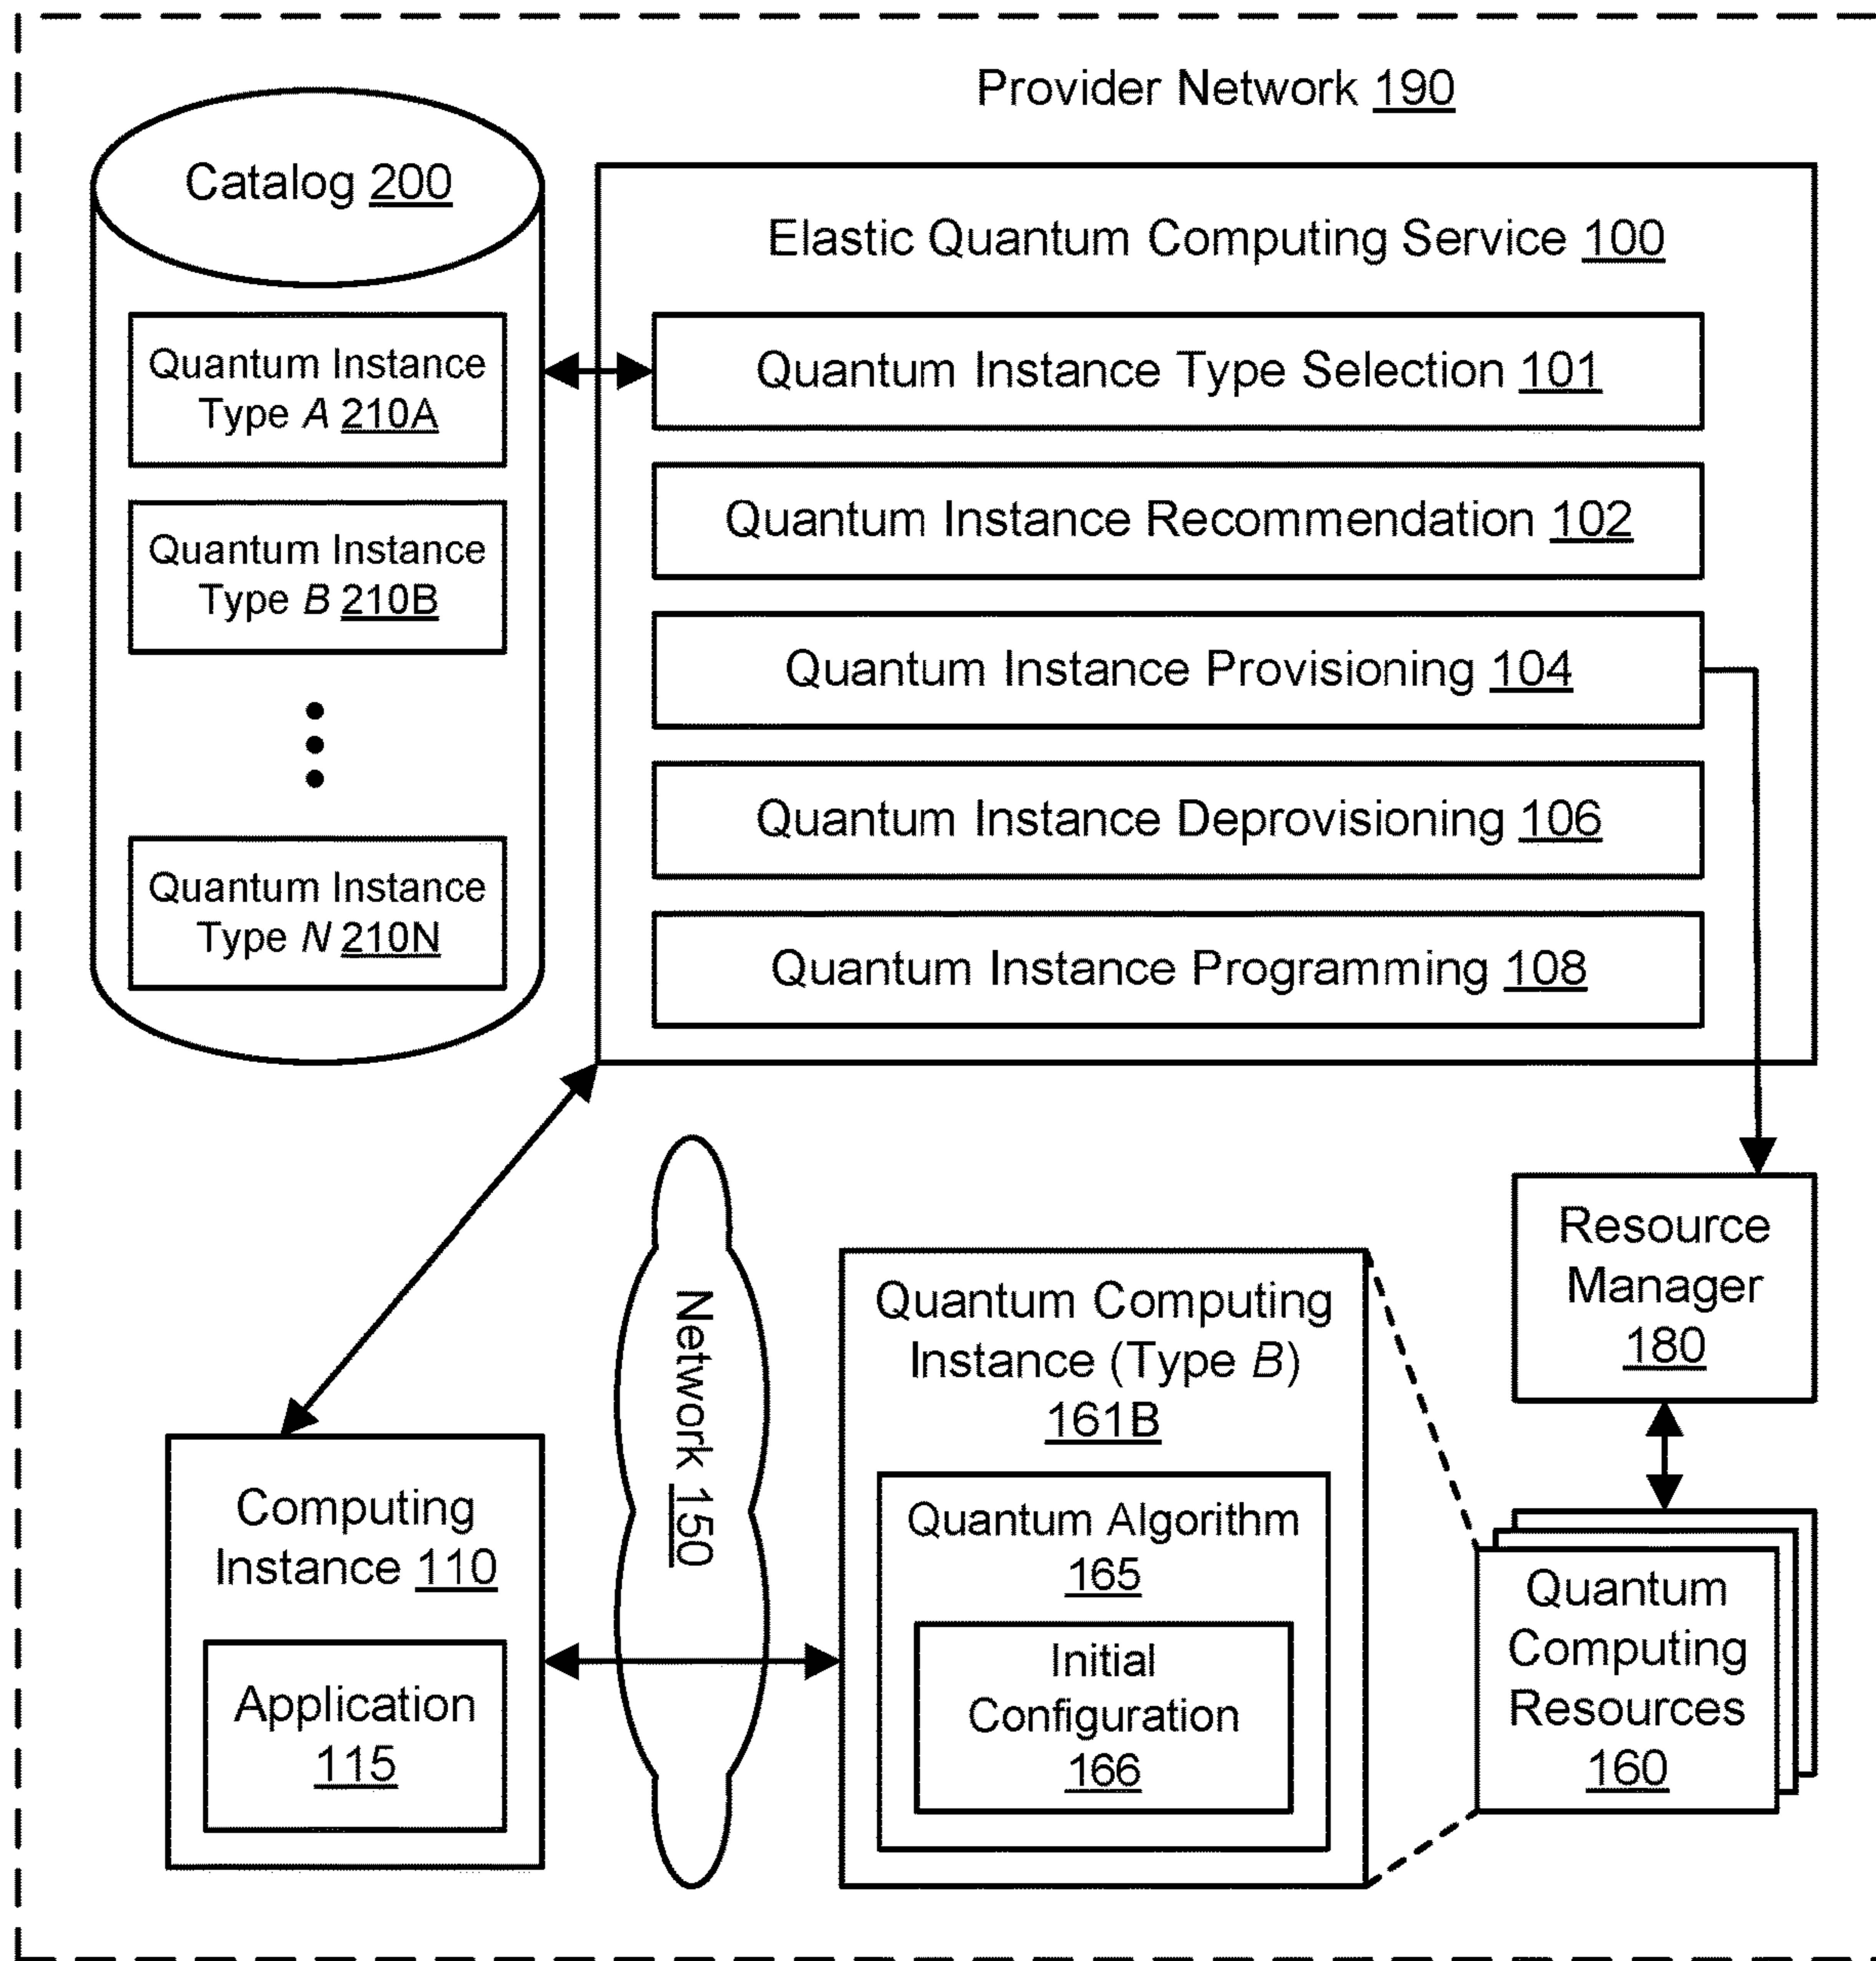 Provider Network 190
Catalog 200
Quantum Instance
Type A 210A
Quantum Instance
Type B 210B
Quantum Instance
Type N 210N
Elastic Quantum Computing Service 100
Quantum Instance Type Selection 101
Quantum Instance Recommendation 102
Quantum Instance Provisioning 104
Quantum Instance Deprovisioning 106
Quantum Instance Programming 108
Resource
Manager
180
Computing
Instance 110
Application
115
Network 150
Quantum Computing
Instance (Type B)
161B
Quantum Algorithm
165
Initial
Configuration
166
Quantum
Computing
Resources
160